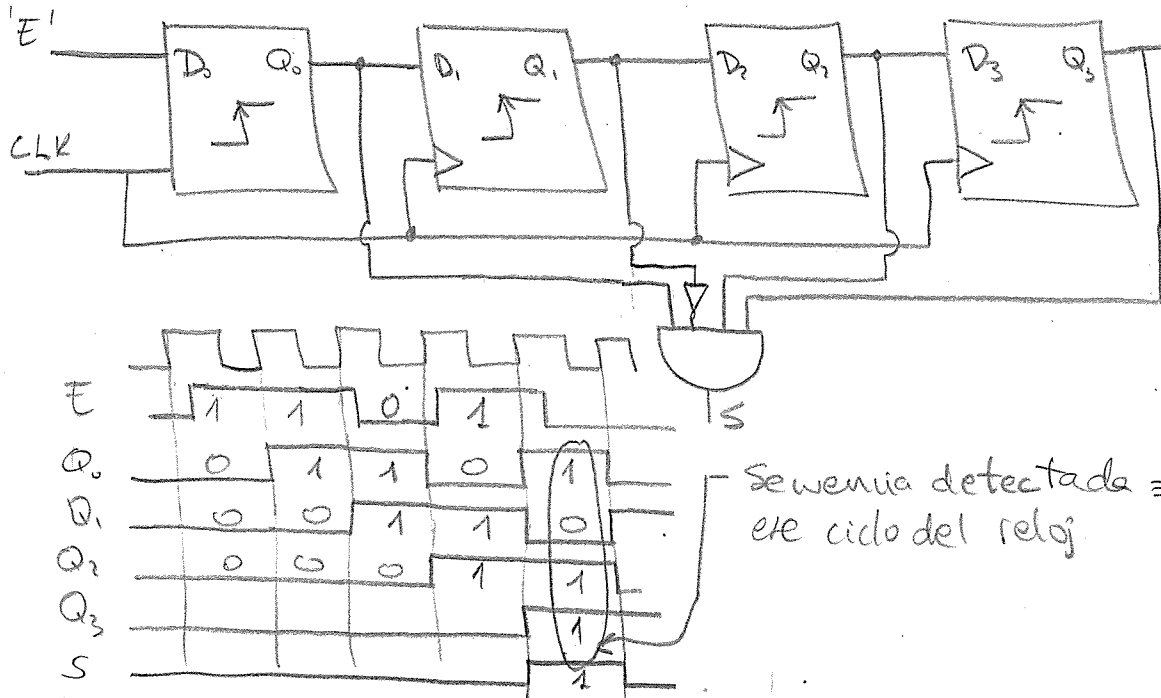 'E'
D₀ Q₀ D₁ Q₁ D₂ Q₂ D₃ Q₃
CLK
S
E 1 1 0 1
Q₀ 0 1 1 0 1
Q₁ 0 0 1 1 0
Q₂ 0 0 0 1 1
Q₃ 1
S 1
Sewenvia detectada =
ese ciclo del reloj